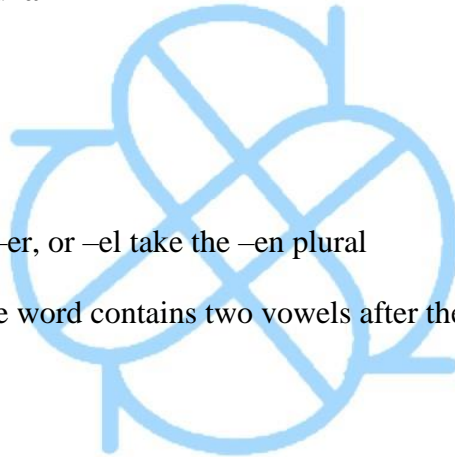 –er, or –el take the –en plural
e word contains two vowels after the